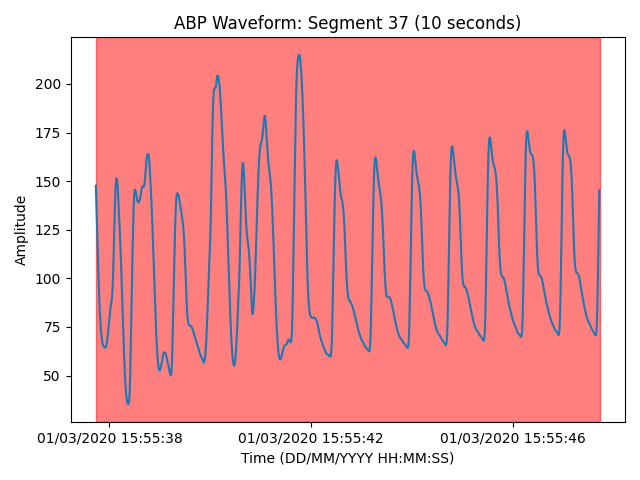 ABP Waveform: Segment 37 (10 seconds)
Amplitude
200
175
150
125
100
75
50
01/03/2020 15:55:38 01/03/2020 15:55:42 01/03/2020 15:55:46
Time (DD/MM/YYYY HH:MM:SS)